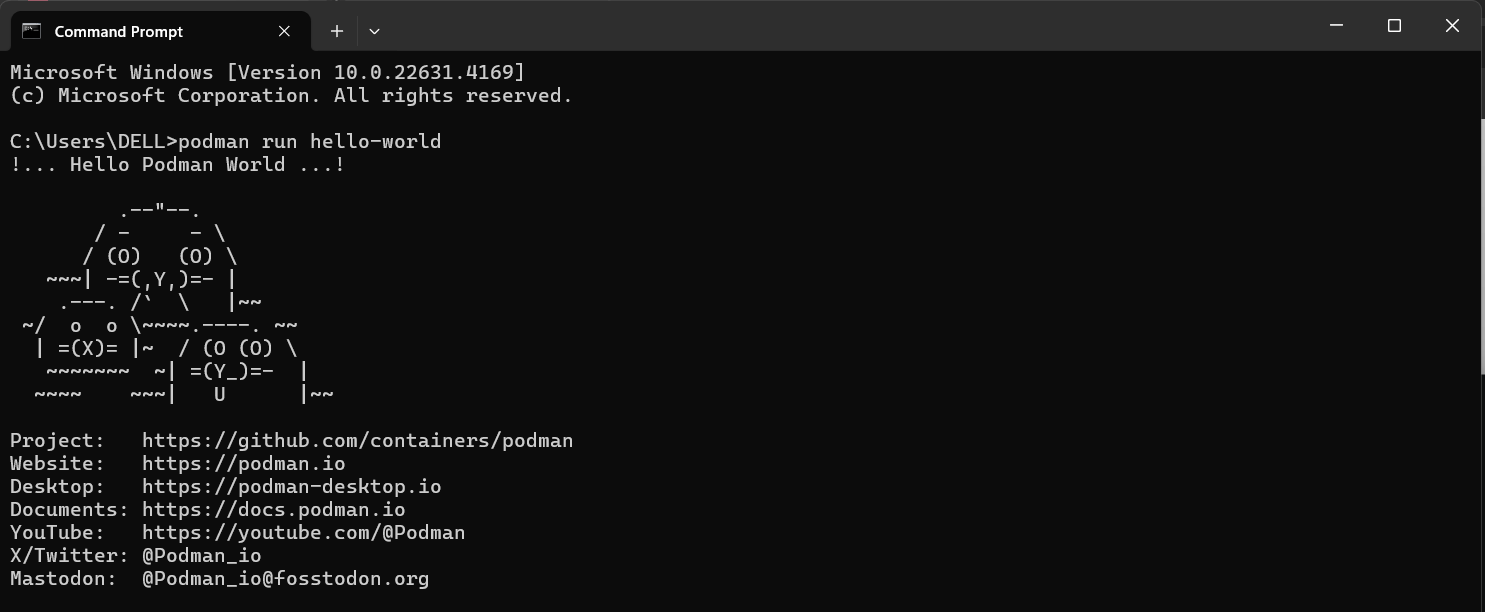 Command Prompt
Microsoft Windows [Version 10.0.22631.4169]
(c) Microsoft Corporation. All rights reserved.

C:\Users\DELL>podman run hello-world
!... Hello Podman World ...!

         .--"--.
       / -     - \
      / (O)   (O) \
   ~~~| -=(,Y,)=- |
    .---. /`  \   |~~
 ~/  o  o \~~~~.----. ~~
  | =(X)= |~  / (O (O) \
   ~~~~~~~  ~| =(Y_)=-  |
  ~~~~    ~~~|   U      |~~

Project:   https://github.com/containers/podman
Website:   https://podman.io
Desktop:   https://podman-desktop.io
Documents: https://docs.podman.io
YouTube:   https://youtube.com/@Podman
X/Twitter: @Podman_io
Mastodon:  @Podman_io@fosstodon.org